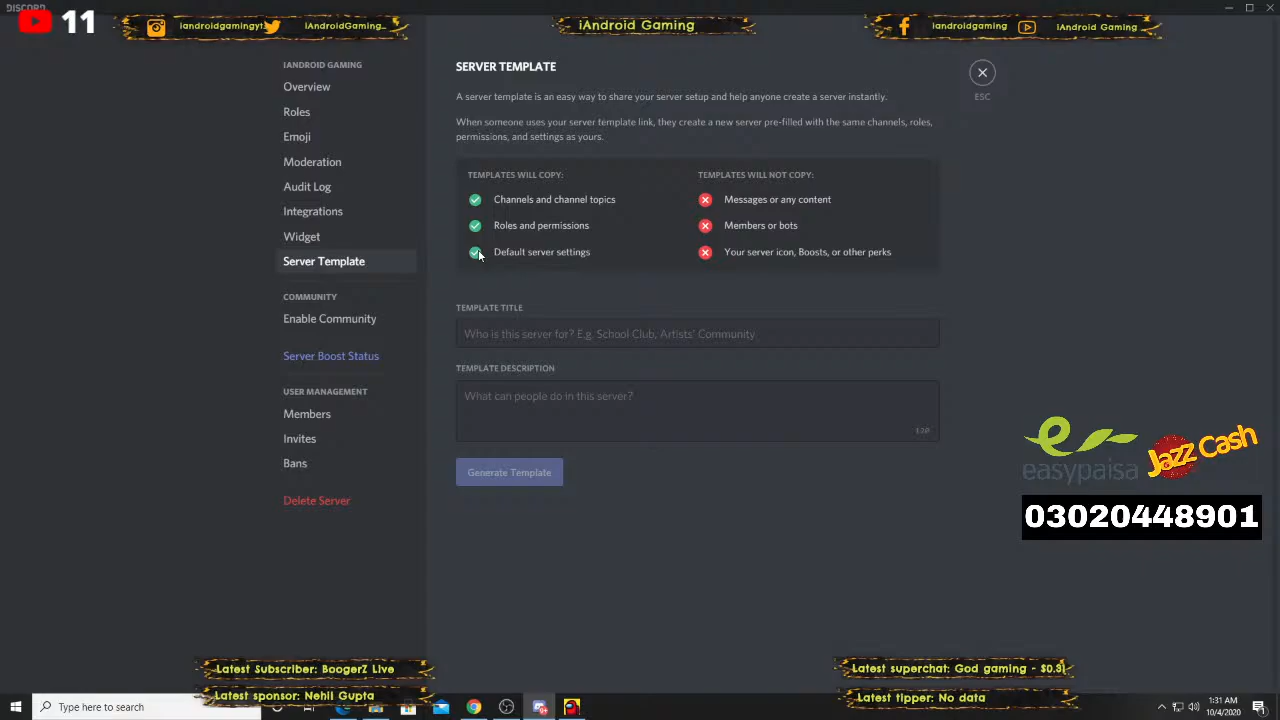 DISCORD
11
iandroidgamingyt
iAndroidGaming_
iAndroid Gaming
iandroidgaming
iAndroid Gaming
IANDROID GAMING
Overview
Roles
Emoji
Moderation
Audit Log
Integrations
Widget
Server Template
COMMUNITY
Enable Community
Server Boost Status
USER MANAGEMENT
Members
Invites
Bans
Delete Server
SERVER TEMPLATE
ESC
A server template is an easy way to share your server setup and help anyone create a server instantly.
When someone uses your server template link, they create a new server pre-filled with the same channels, roles,
permissions, and settings as yours.
TEMPLATES WILL COPY:
Channels and channel topics
Roles and permissions
Default server settings
TEMPLATES WILL NOT COPY:
Messages or any content
Members or bots
Your server icon, Boosts, or other perks
TEMPLATE TITLE
Who is this server for? E.g. School Club, Artists' Community
TEMPLATE DESCRIPTION
What can people do in this server?
120
Generate Template
easypaisa
Jazz Cash
03020448901
Latest Subscriber: BoogerZ Live
Latest sponsor: Nehil Gupta
Latest superchat: God gaming - $0.3
Latest tipper: No data
Type here to search
1:31 AM
10/4/2020